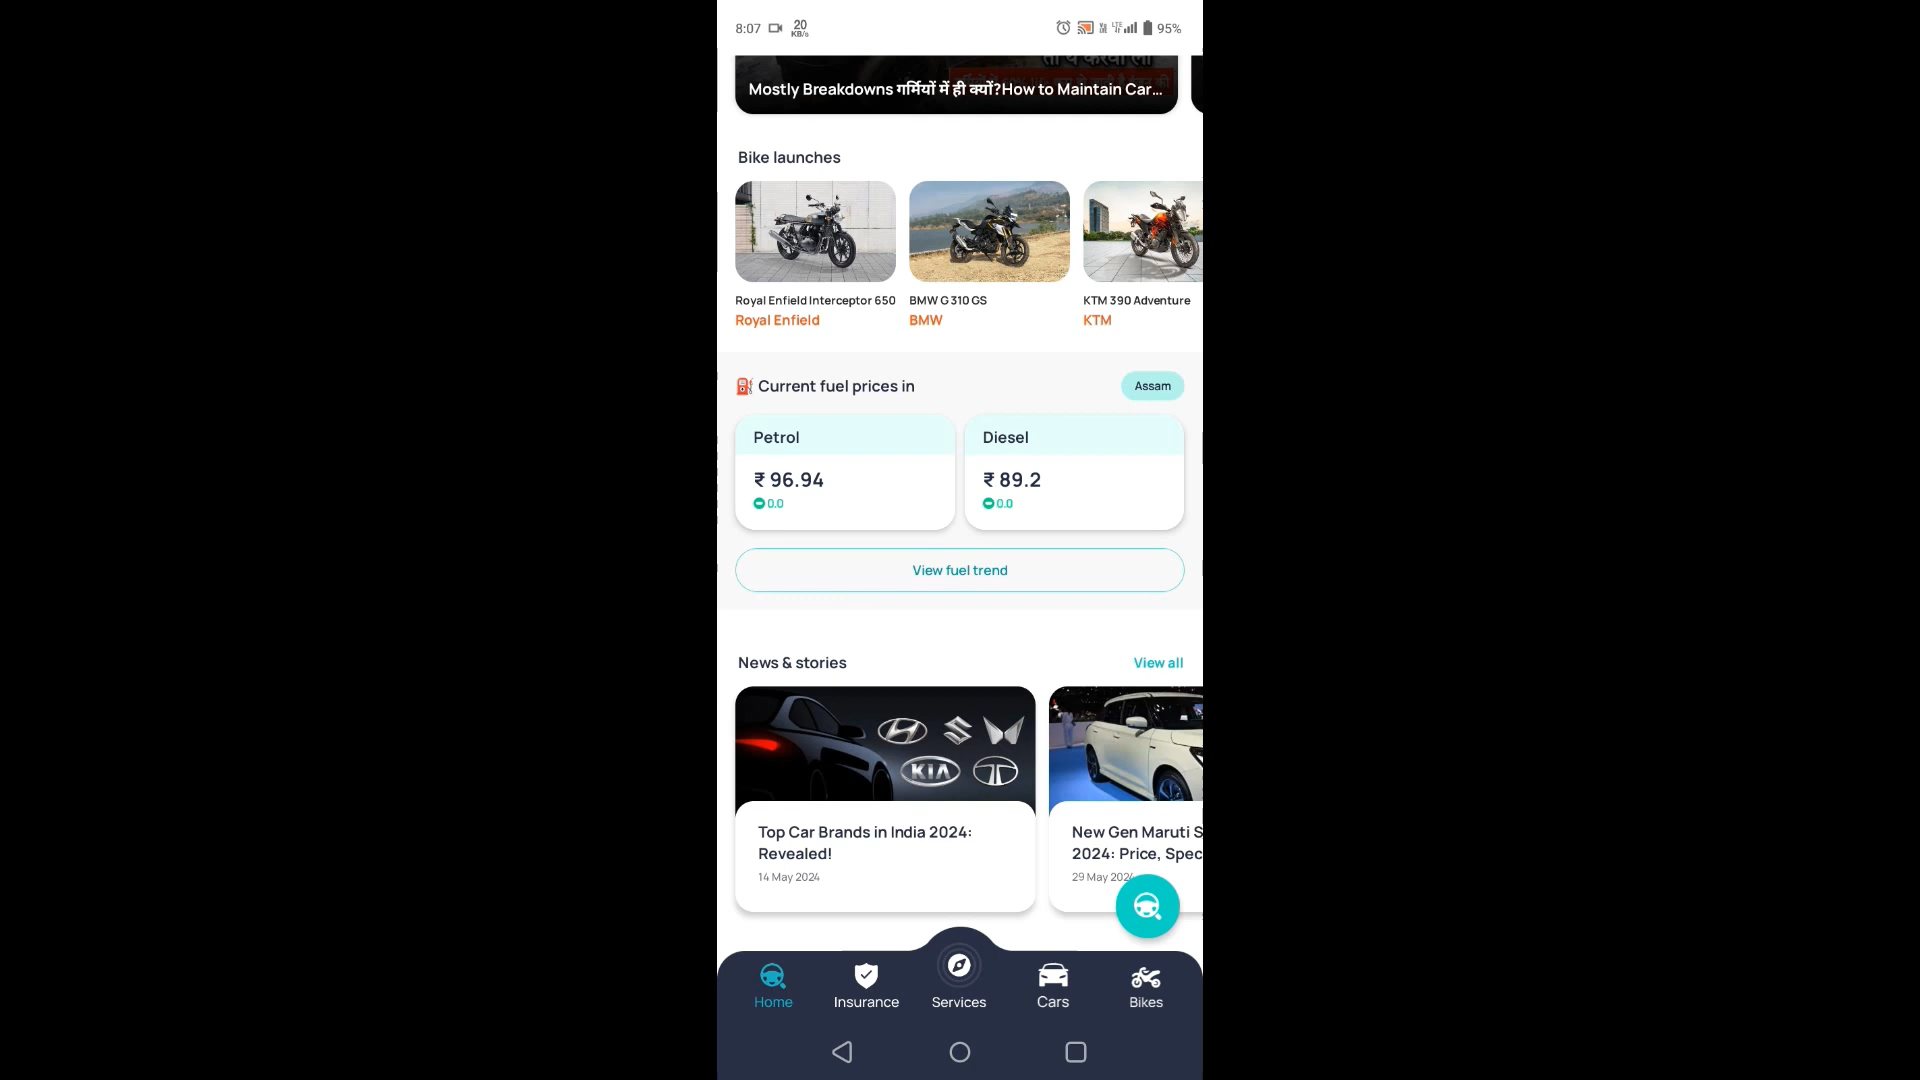 8:07 20 KB/s 95%
Mostly Breakdowns गर्मियों में ही क्यों?How to Maintain Car...
Bike launches
Royal Enfield Interceptor 650 BMW G 310 GS KTM 390 Adventure
Royal Enfield BMW KTM
Current fuel prices in Assam
Petrol Diesel
₹ 96.94 ₹ 89.2
0.0 0.0
View fuel trend
News & stories View all
KIA
Top Car Brands in India 2024: Revealed!
14 May 2024
New Gen Maruti S
2024: Price, Spec
29 May 2024
Home Insurance Services Cars Bikes